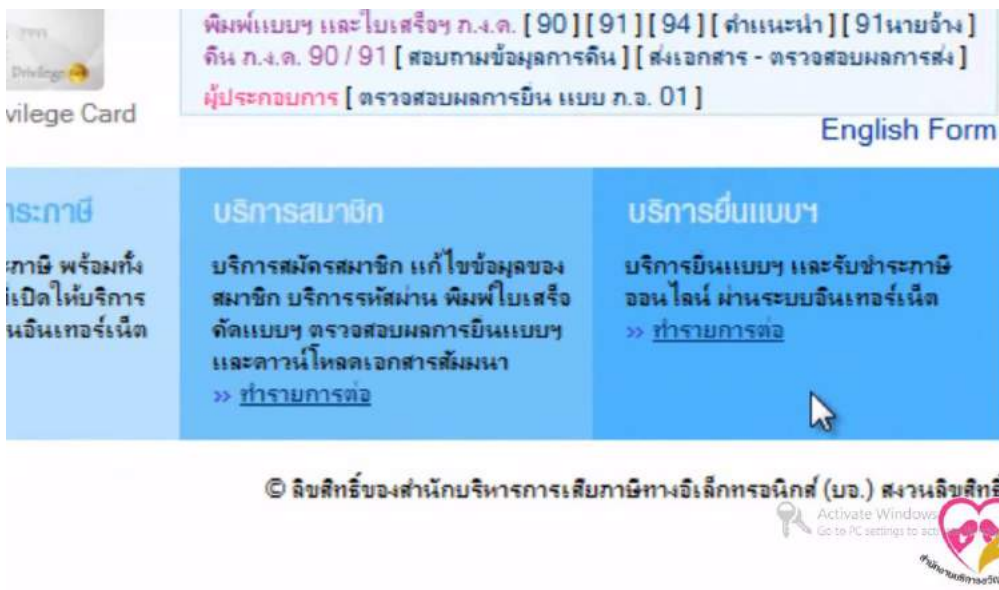 พิมพ์แบบฯ และใบเสร็จฯ ภ.ง.ด. [ 90 ] [ 91 ] [ 94 ] [ คำแนะนำ ] [ 91นายจ้าง ]
คืน ภ.ง.ด. 90 / 91 [ สอบถามข้อมูลการคืน ] [ ส่งเอกสาร - ตรวจสอบผลการส่ง ]
ผู้ประกอบการ [ ตรวจสอบผลการยื่น แบบ ภ.อ. 01 ]
Privilege
vilege Card
English Form
าระภาษี
พร้อมทั้ง
เปิดให้บริการ
นอินเทอร์เน็ต
บริการสมาชิก
บริการสมัครสมาชิก แก้ไขข้อมูลของ
สมาชิก บริการรหัสผ่าน พิมพ์ใบเสร็จ
คัดแบบฯ ตรวจสอบผลการยื่นแบบฯ
และดาวน์โหลดเอกสารสัมมนา
» ทำรายการต่อ
บริการยื่นแบบฯ
บริการยื่นแบบฯ และรับชำระภาษี
ออนไลน์ ผ่านระบบอินเทอร์เน็ต
» ทำรายการต่อ
© ลิขสิทธิ์ของสำนักบริหารการเสียภาษีทางอิเล็กทรอนิกส์ (บอ.) สงวนลิขสิทธิ์
Activate Windows
Go to PC settings to acti